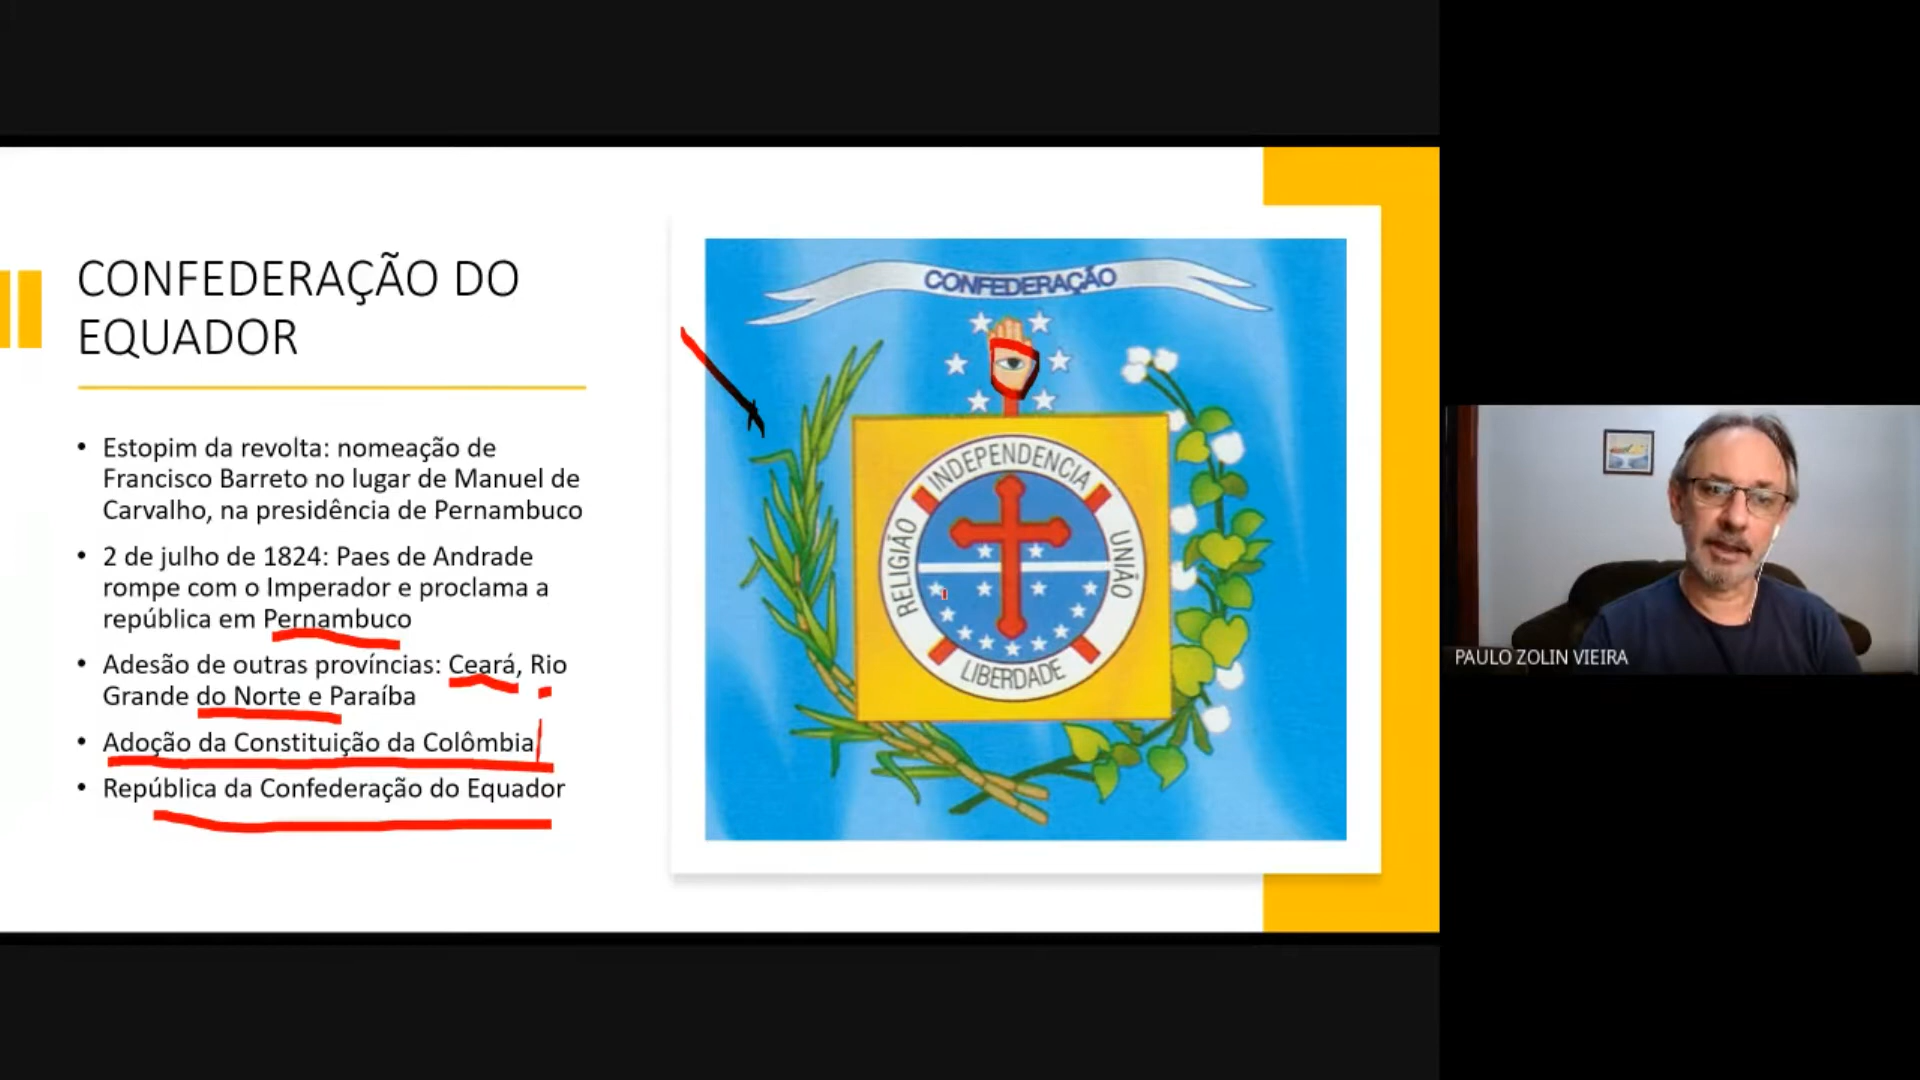 CONFEDERAÇÃO DO
EQUADOR
• Estopim da revolta: nomeação de
Francisco Barreto no lugar de Manuel de
Carvalho, na presidência de Pernambuco
• 2 de julho de 1824: Paes de Andrade
rompe com o Imperador e proclama a
república em Pernambuco
• Adesão de outras províncias: Ceará, Rio
Grande do Norte e Paraíba
• Adoção da Constituição da Colômbia
• República da Confederação do Equador
CONFEDERAÇÃO
INDEPENDENCIA
RELIGIÃO
UNIÃO
LIBERDADE
PAULO ZOLIN VIEIRA